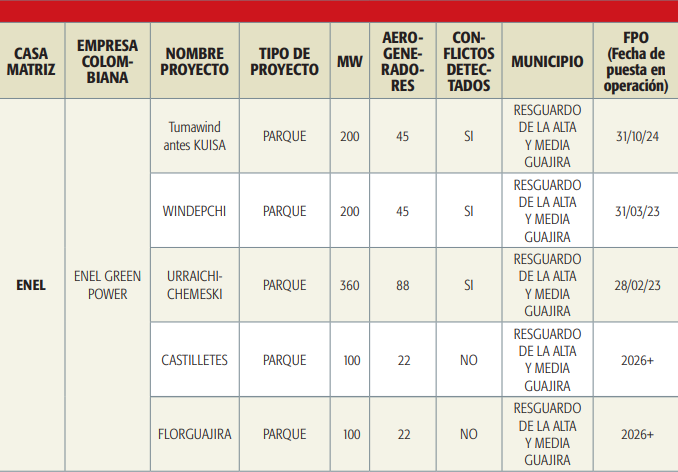 CASA
MATRIZ
EMPRESA
COLOM-
BIANA
NOMBRE
PROYECTO
TIPO DE
PROYECTO
MW
AERO-
GENE-
RADO-
RES
CON-
FLICTOS
DETEC-
TADOS
MUNICIPIO
FPO
(Fecha de
puesta en
operación)
ENEL
ENEL GREEN
POWER
Tumawind
antes KUISA
PARQUE
200
45
SI
RESGUARDO
DE LA ALTA
Y MEDIA
GUAJIRA
31/10/24
WINDEPCHI
PARQUE
200
45
SI
RESGUARDO
DE LA ALTA
Y MEDIA
GUAJIRA
31/03/23
URRAICHI-
CHEMESKI
PARQUE
360
88
SI
RESGUARDO
DE LA ALTA
Y MEDIA
GUAJIRA
28/02/23
CASTILLETES
PARQUE
100
22
NO
RESGUARDO
DE LA ALTA
Y MEDIA
GUAJIRA
2026+
FLORGUAJIRA
PARQUE
100
22
NO
RESGUARDO
DE LA ALTA
Y MEDIA
GUAJIRA
2026+